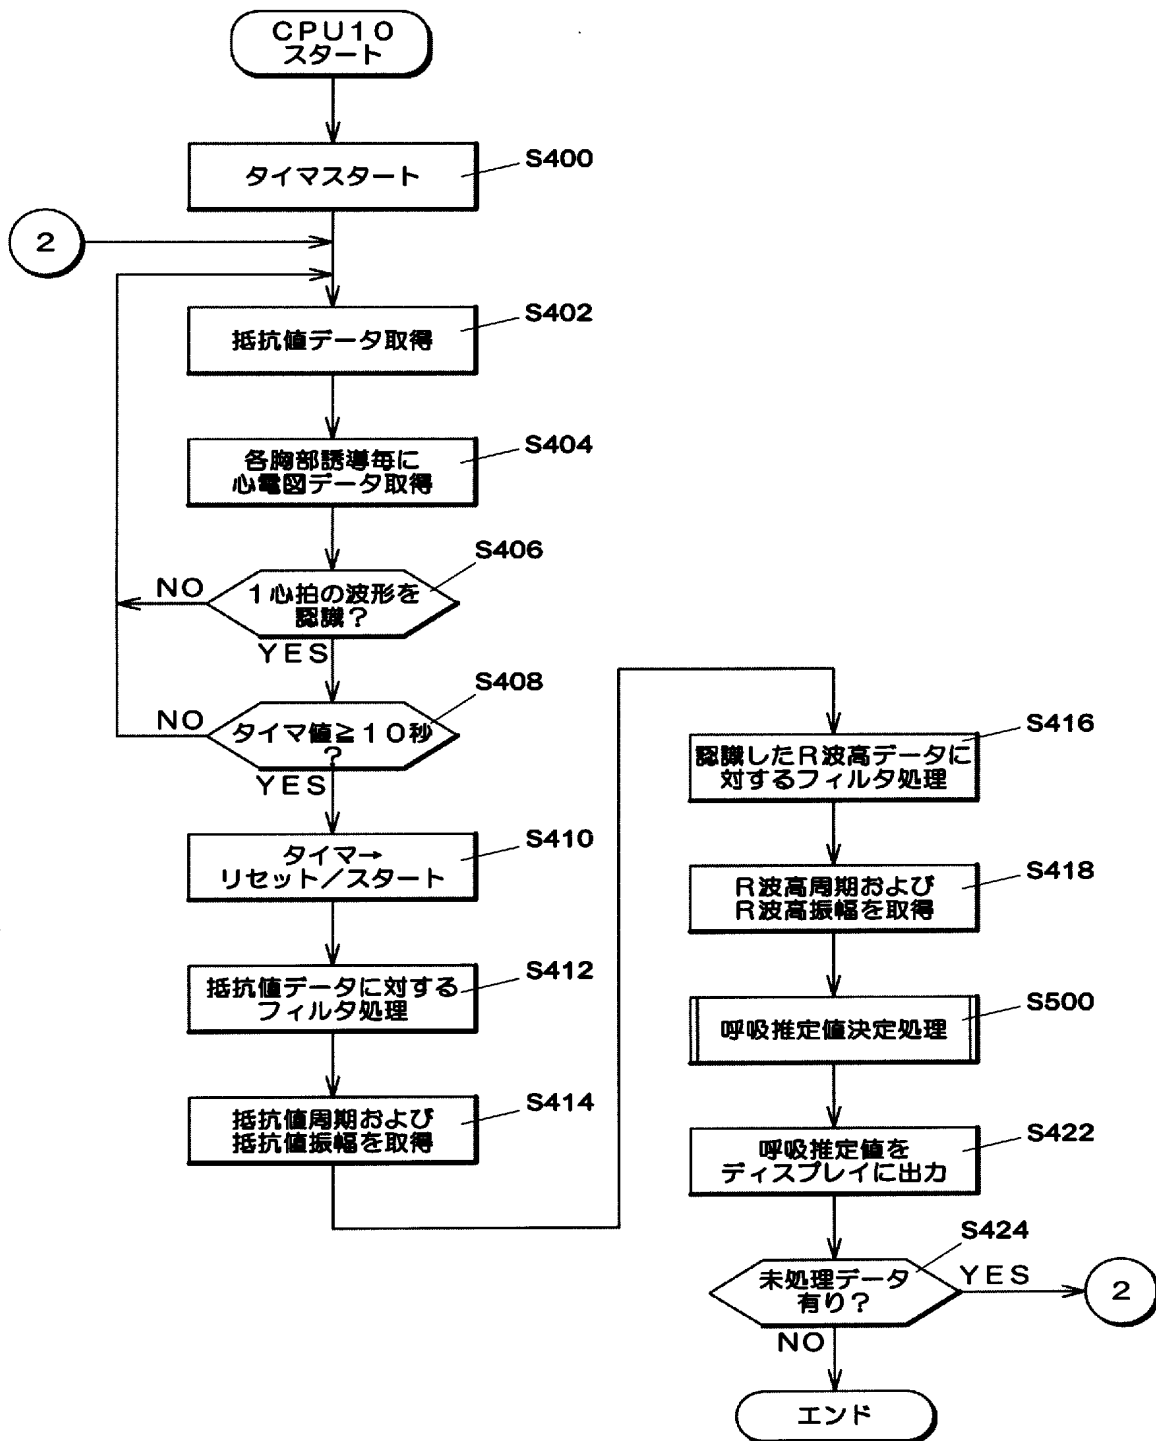 CPU10
スタート
タイマスタート
S400
2
抵抗値データ取得
S402
各胸部誘導毎に
心電図データ取得
S404
1心拍の波形を
認識?
S406
NO
YES
タイマ値≧10秒
?
S408
NO
YES
タイマ→
リセット/スタート
S410
抵抗値データに対する
フィルタ処理
S412
抵抗値周期および
抵抗値振幅を取得
S414
認識したR波高データに
対するフィルタ処理
S416
R波高周期および
R波高振幅を取得
S418
呼吸推定値決定処理
S500
呼吸推定値を
ディスプレイに出力
S422
未処理データ
有り?
S424
YES
2
NO
エンド